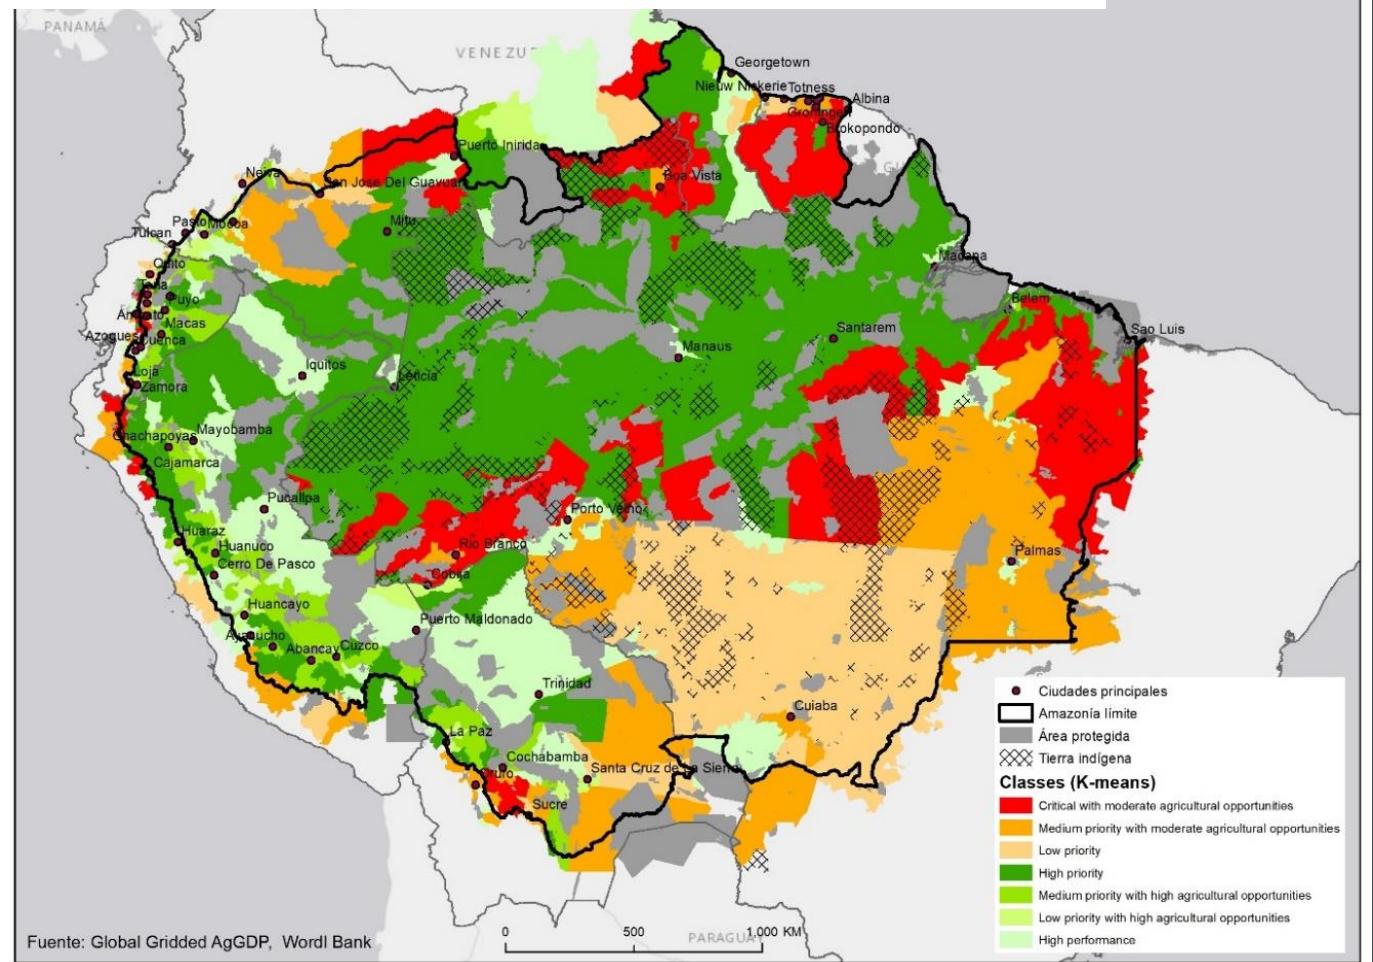 PANAMÁ
VENEZU
Georgetown
Nieuw Nickerie
Totness
Albina
Groningen
Brokopondo
GU
Puerto Inirida
Neiva
San Jose Del Guaviare
Boa Vista
Pasto
Mocoa
Mitu
Tulcan
Quito
Tena
Puyo
Ambato
Macas
Azogues
Cuenca
Loja
Zamora
Iquitos
Leticia
Manaus
Santarem
Macapa
Belem
Sao Luis
Chachapoyas
Mayobamba
Cajamarca
Pucallpa
Porto Velho
Huaraz
Huanuco
Cerro De Pasco
Rio Branco
Cobija
Palmas
Huancayo
Puerto Maldonado
Ayacucho
Abancay
Cuzco
Trinidad
Cuiaba
La Paz
Cochabamba
Oruro
Santa Cruz de La Sierra
Sucre
Ciudades principales
Amazonía límite
Área protegida
Tierra indígena
Classes (K-means)
Critical with moderate agricultural opportunities
Medium priority with moderate agricultural opportunities
Low priority
High priority
Medium priority with high agricultural opportunities
Low priority with high agricultural opportunities
High performance
Fuente: Global Gridded AgGDP, Wordl Bank
0 500 1.000 KM
PARAGUAY